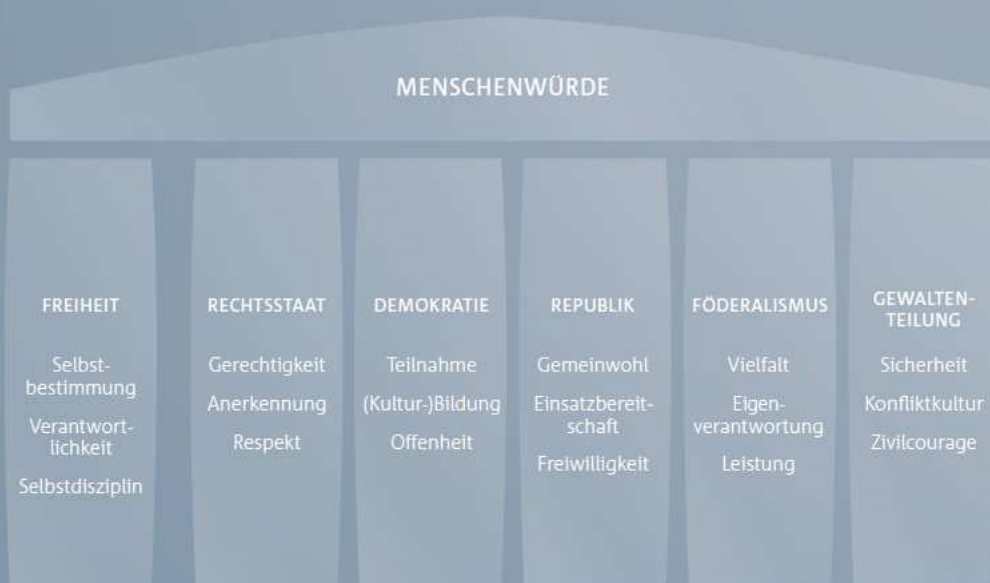 MENSCHENWÜRDE
FREIHEIT
Selbst-
bestimmung
Verantwort-
lichkeit
Selbstdisziplin
RECHTSSTAAT
Gerechtigkeit
Anerkennung
Respekt
DEMOKRATIE
Teilnahme
(Kultur-)Bildung
Offenheit
REPUBLIK
Gemeinwohl
Einsatzbereit-
schaft
Freiwilligkeit
FÖDERALISMUS
Vielfalt
Eigen-
verantwortung
Leistung
GEWALTEN-
TEILUNG
Sicherheit
Konfliktkultur
Zivilcourage